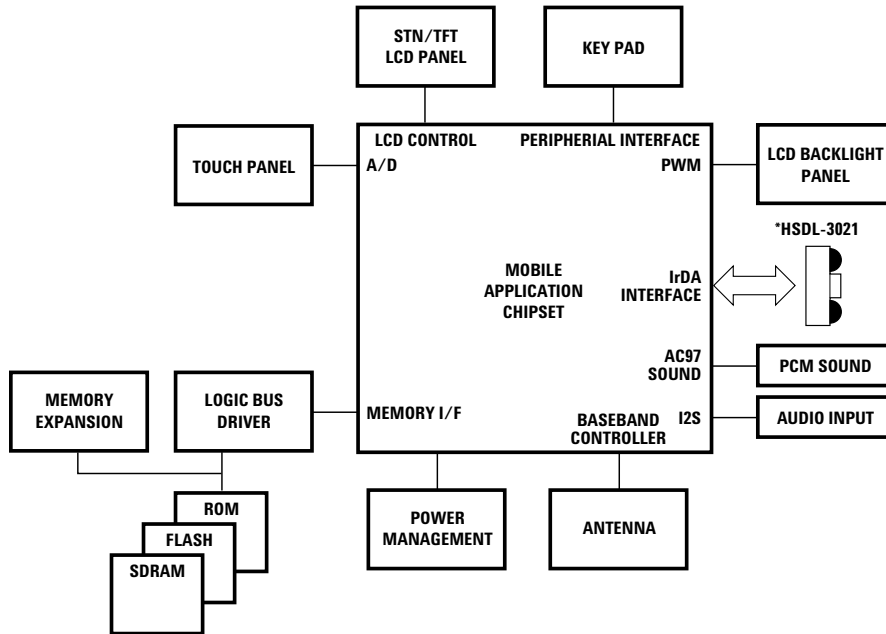 STN/TFT
LCD PANEL
KEY PAD
TOUCH PANEL
LCD CONTROL
A/D
PERIPHERIAL INTERFACE
PWM
LCD BACKLIGHT
PANEL
*HSDL-3021
MOBILE
APPLICATION
CHIPSET
IrDA
INTERFACE
AC97
SOUND
PCM SOUND
MEMORY
EXPANSION
LOGIC BUS
DRIVER
MEMORY I/F
BASEBAND
CONTROLLER
I2S
AUDIO INPUT
POWER
MANAGEMENT
ANTENNA
ROM
FLASH
SDRAM